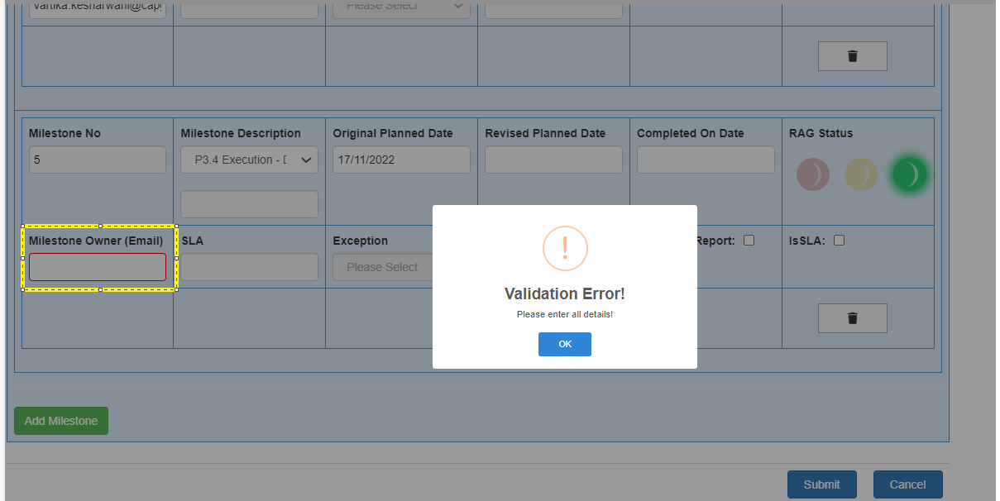 vartika.kesharwani@cap
Please Select
Milestone No Milestone Description Original Planned Date Revised Planned Date Completed On Date RAG Status
5 P3.4 Execution - 17/11/2022
Milestone Owner (Email) SLA Exception Report: IsSLA:
Please Select
!
Validation Error!
Please enter all details!
OK
Add Milestone
Submit Cancel